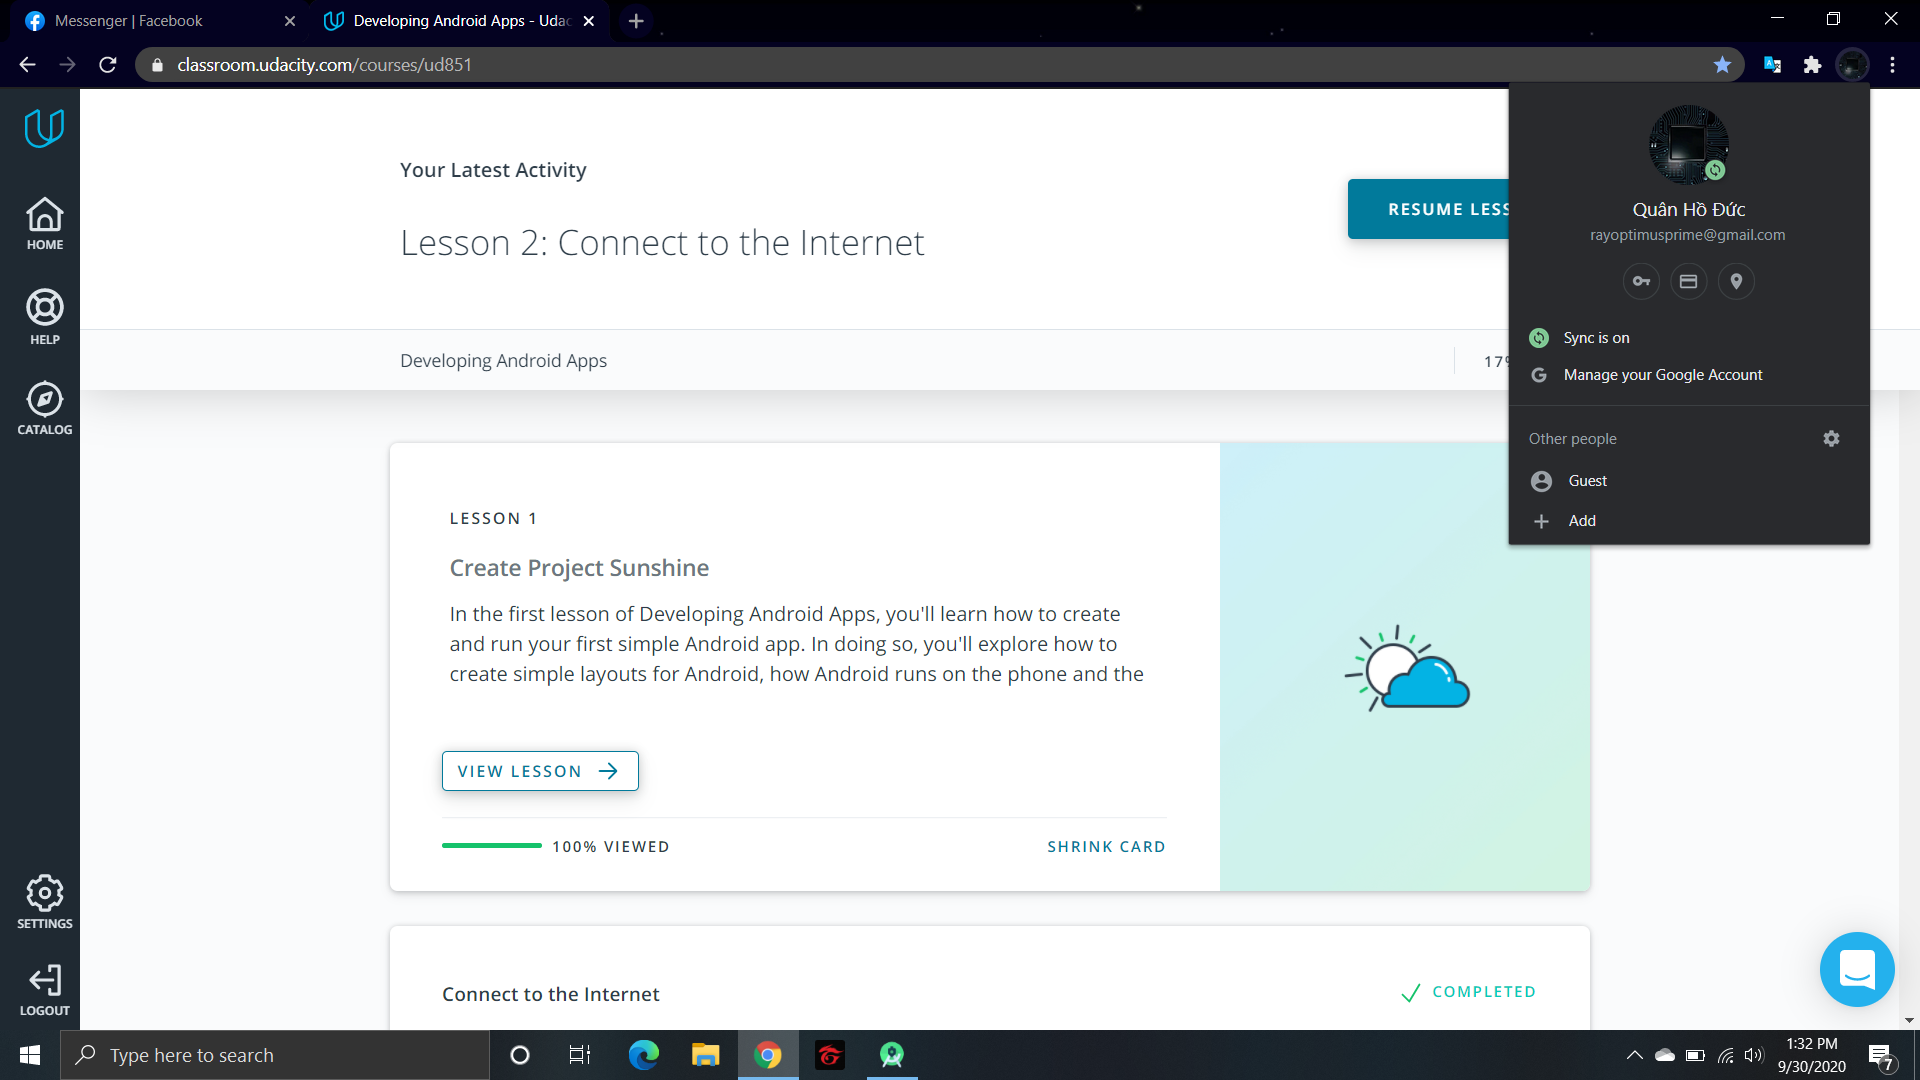 Messenger | Facebook
Developing Android Apps - Udac
classroom.udacity.com/courses/ud851
HOME
HELP
CATALOG
SETTINGS
LOGOUT
Your Latest Activity
Lesson 2: Connect to the Internet
RESUME LESS
Developing Android Apps
17%
LESSON 1
Create Project Sunshine
In the first lesson of Developing Android Apps, you'll learn how to create
and run your first simple Android app. In doing so, you'll explore how to
create simple layouts for Android, how Android runs on the phone and the
VIEW LESSON
100% VIEWED
SHRINK CARD
Connect to the Internet
COMPLETED
Quân Hồ Đức
rayoptimusprime@gmail.com
Sync is on
Manage your Google Account
Other people
Guest
Add
Type here to search
1:32 PM
9/30/2020
7